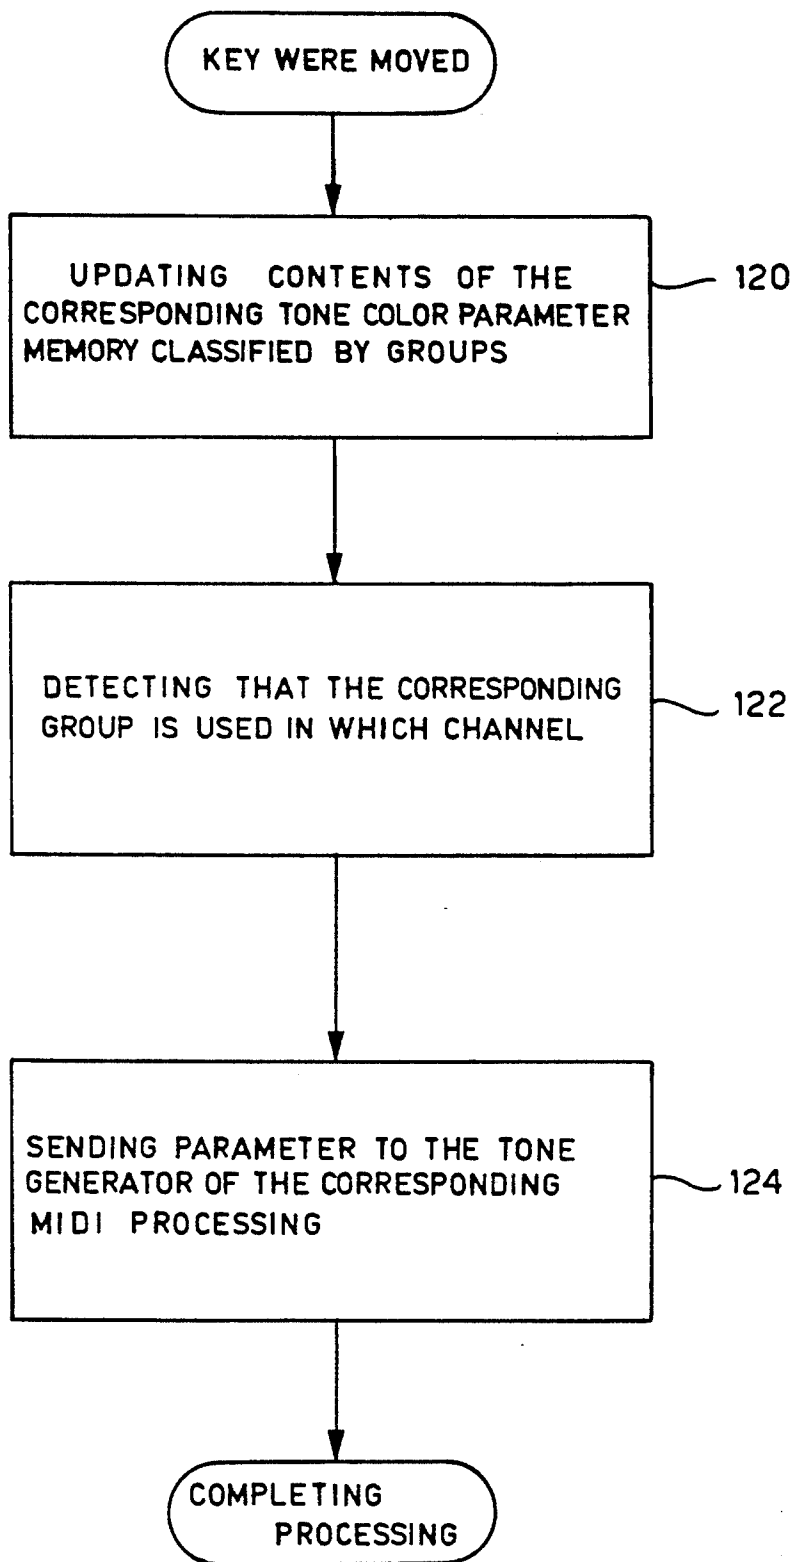 KEY WERE MOVED
UPDATING CONTENTS OF THE
CORRESPONDING TONE COLOR PARAMETER
MEMORY CLASSIFIED BY GROUPS
120
DETECTING THAT THE CORRESPONDING
GROUP IS USED IN WHICH CHANNEL
122
SENDING PARAMETER TO THE TONE
GENERATOR OF THE CORRESPONDING
MIDI PROCESSING
124
COMPLETING
PROCESSING